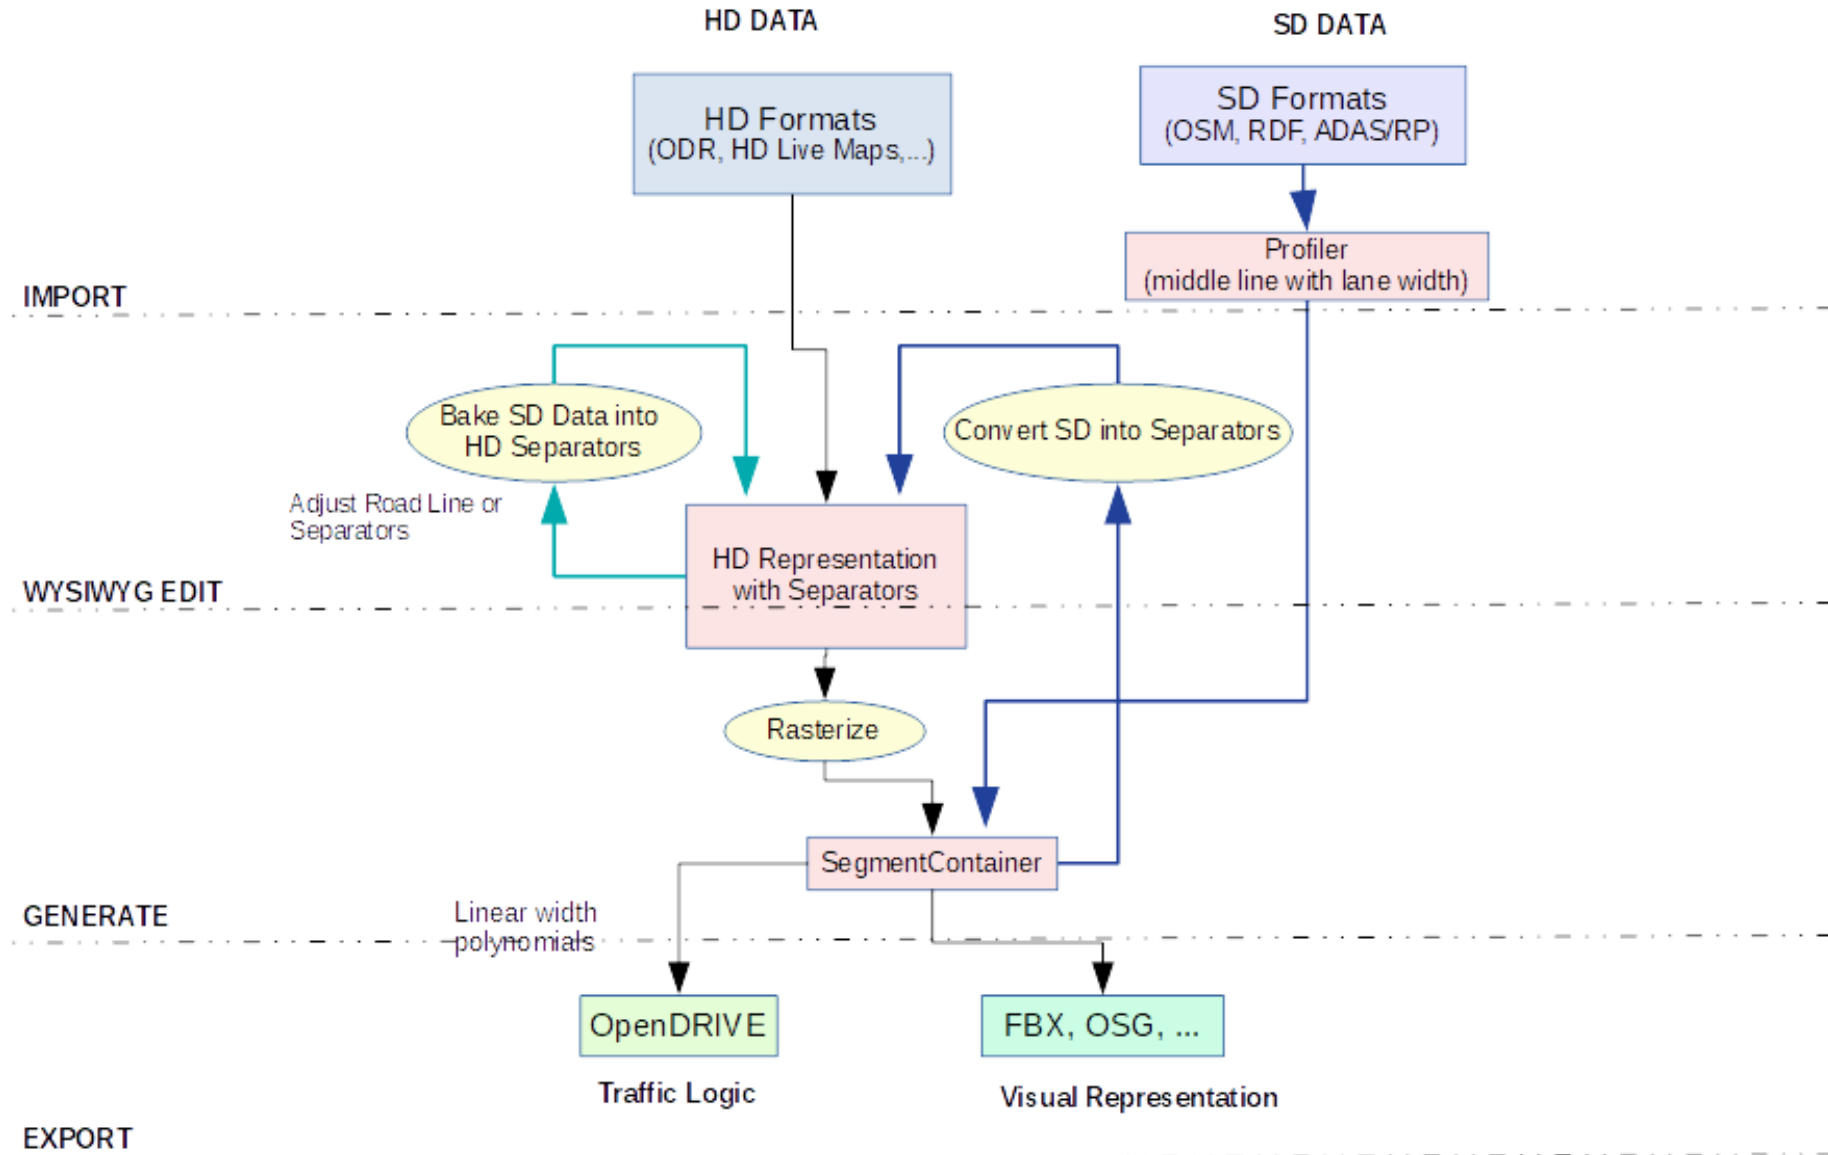 HD DATA
SD DATA
HD Formats
(ODR, HD Live Maps,...)
SD Formats
(OSM, RDF, ADAS/RP)
Profiler
(middle line with lane width)
IMPORT
Bake SD Data into
HD Separators
Convert SD into Separators
Adjust Road Line or
Separators
HD Representation
with Separators
WYSIWYG EDIT
Rasterize
SegmentContainer
GENERATE
Linear width
polynomials
OpenDRIVE
FBX, OSG, ...
Traffic Logic
Visual Representation
EXPORT